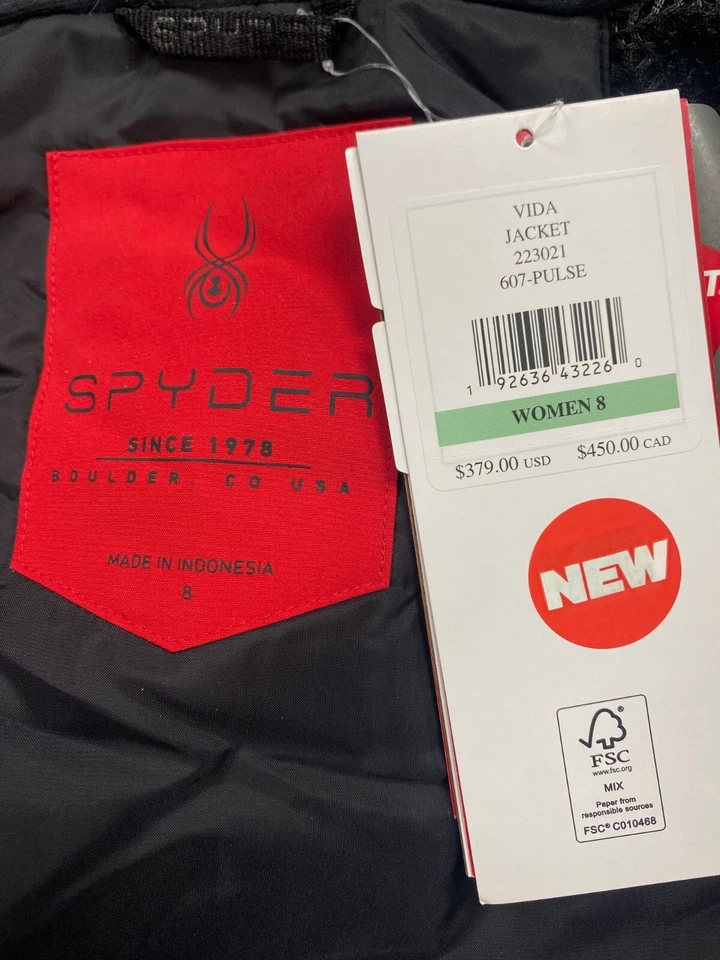 SPYDER
SINCE 1978
BOULDER, CO USA
MADE IN INDONESIA
8
VIDA
JACKET
223021
607-PULSE
1 92636 43226 0
WOMEN 8
$379.00 USD $450.00 CAD
NEW
FSC
www.fsc.org
MIX
Paper from
responsible sources
FSC® C010468